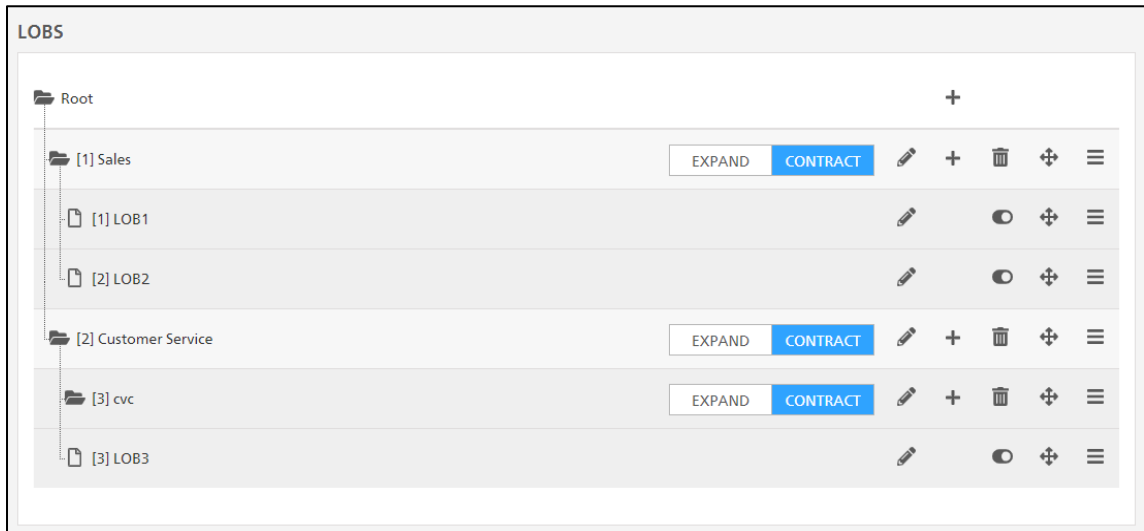 LOBS
Root
[1] Sales EXPAND CONTRACT
[1] LOB1
[2] LOB2
[2] Customer Service EXPAND CONTRACT
[3] cvc EXPAND CONTRACT
[3] LOB3